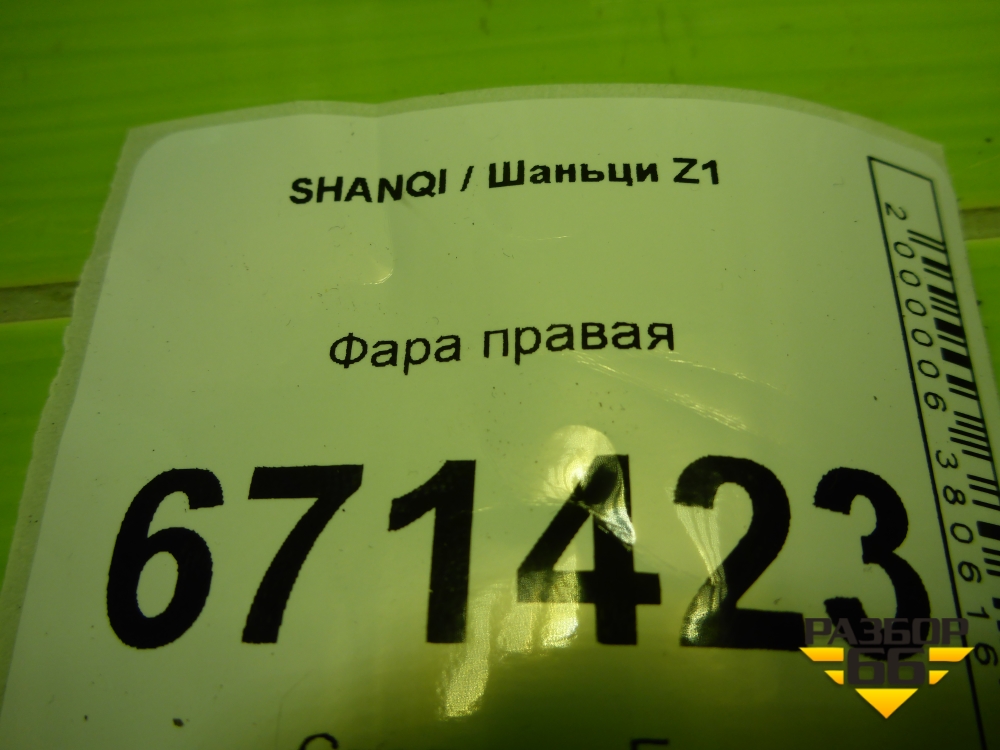 SHANQI / Шаньци Z1
Фара правая
671423
2000006380616
РАЗБОР
66